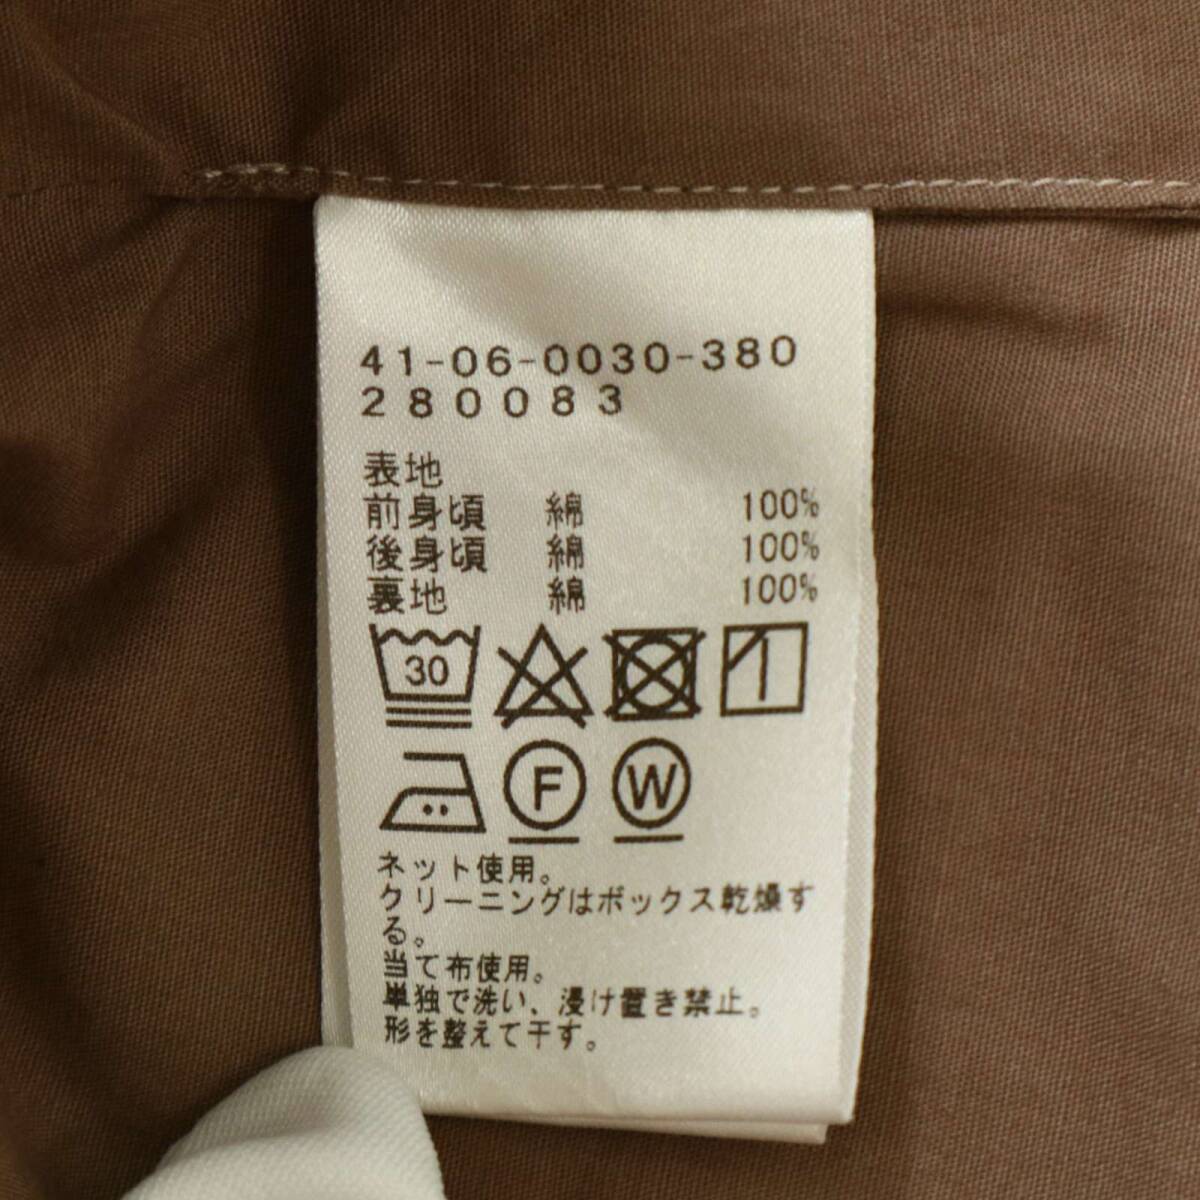 41-06-0030-380
280083
表地
前身頃 綿 100%
後身頃 綿 100%
裏地 綿 100%
30
F W
ネット使用。
クリーニングはボックス乾燥す
る。
当て布使用。
単独で洗い、浸け置き禁止。
形を整えて干す。